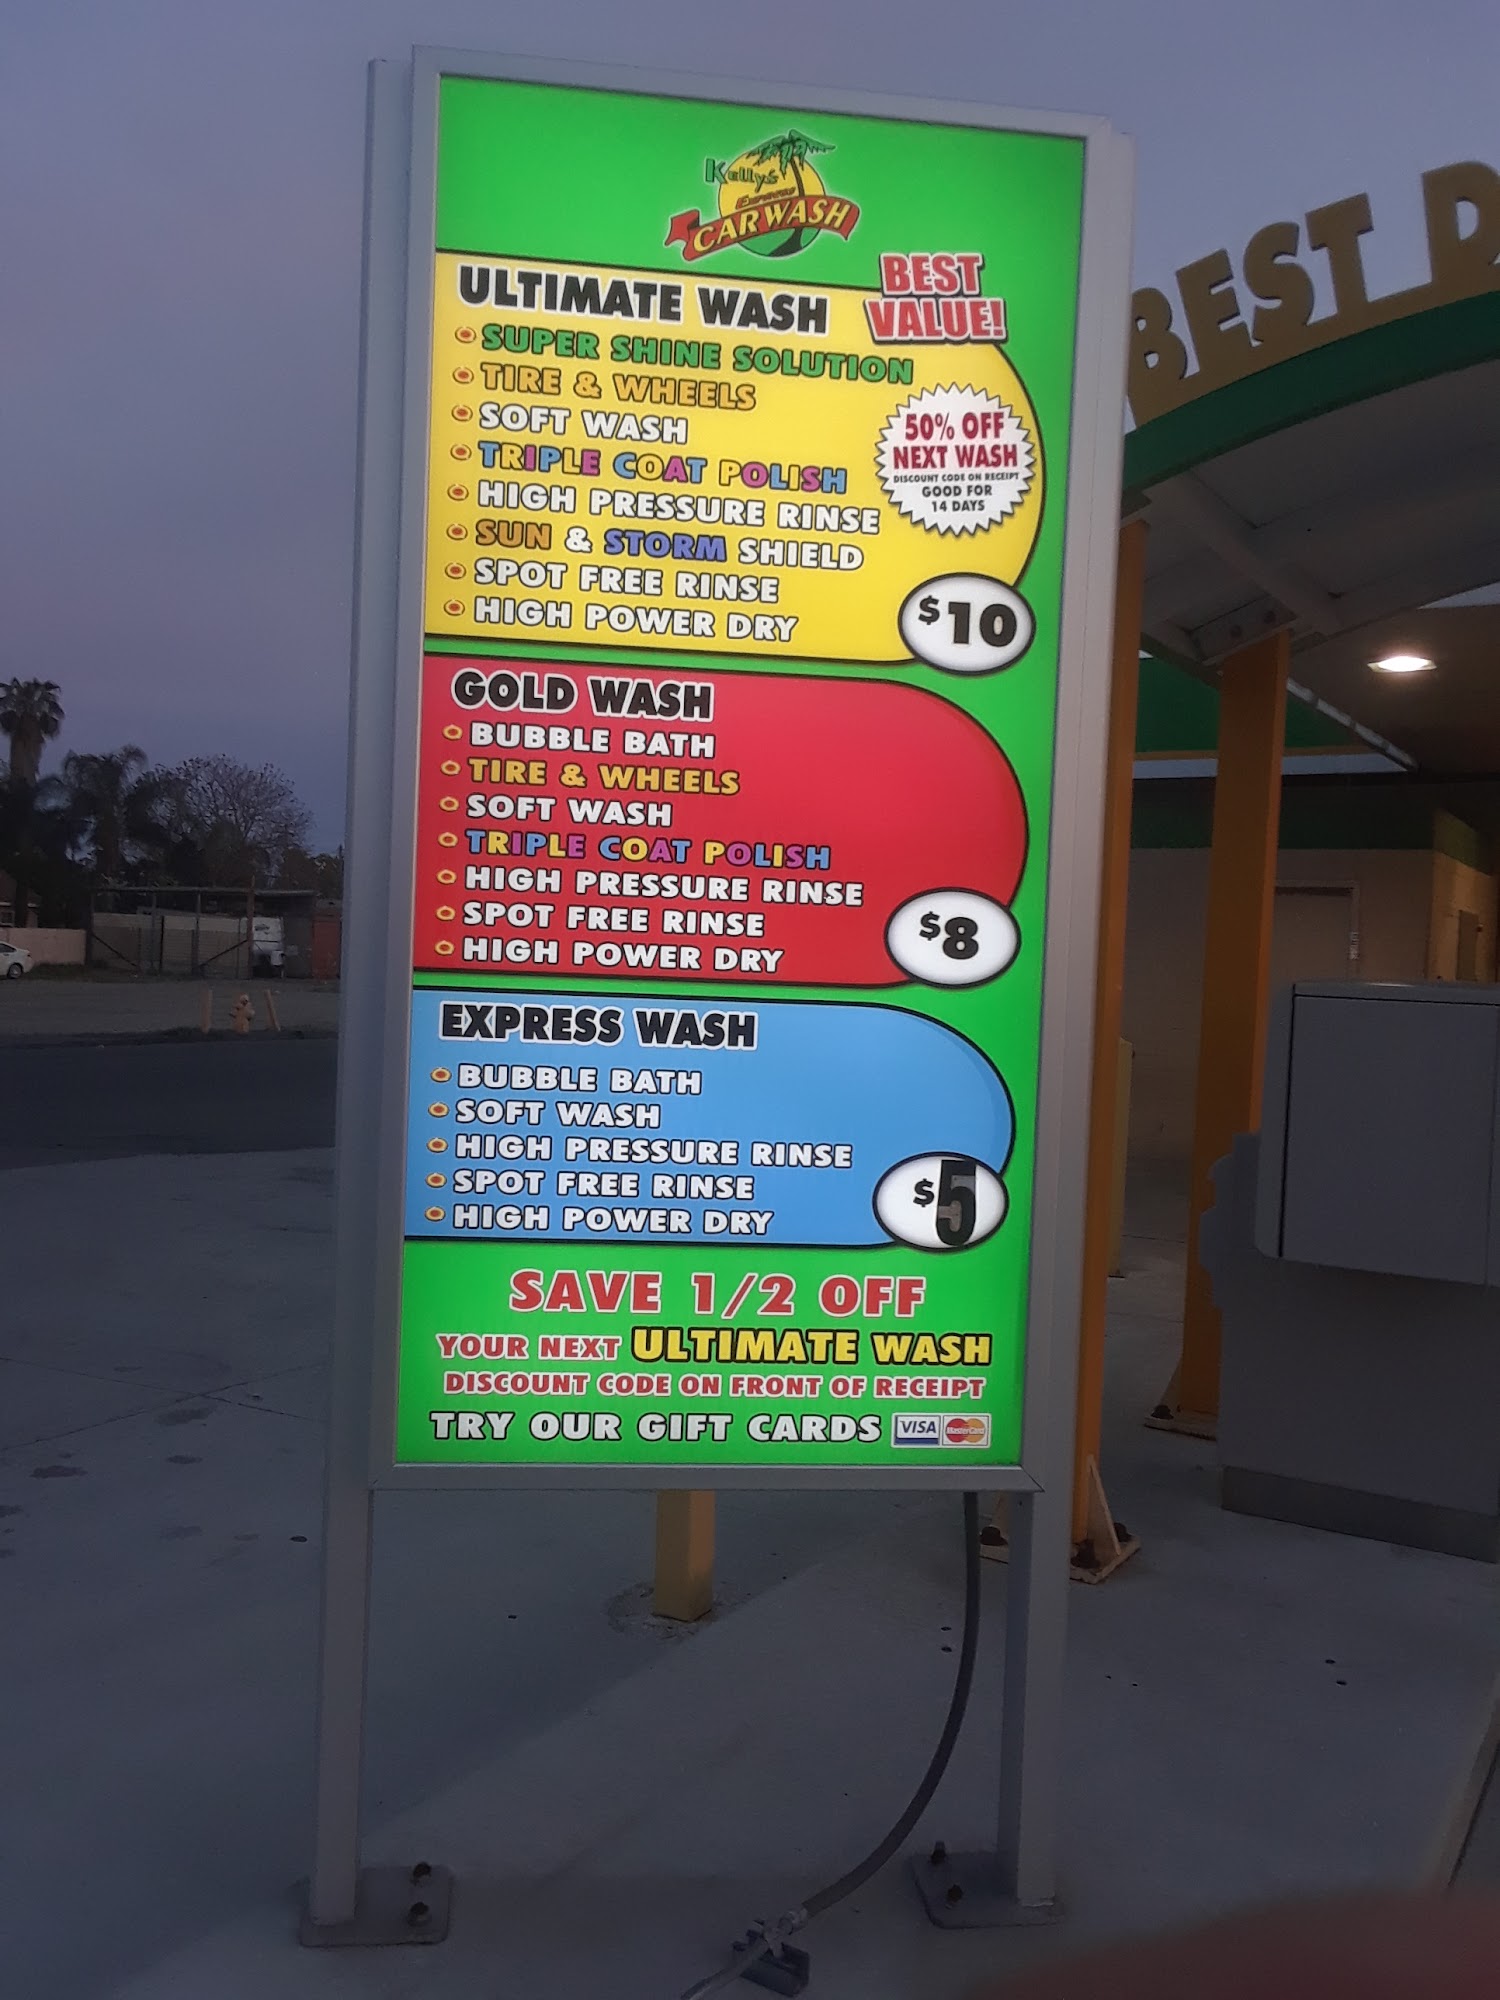 Kellys
EXPRESS
CAR WASH
BEST
VALUE!
ULTIMATE WASH
SUPER SHINE SOLUTION
TIRE & WHEELS
SOFT WASH
TRIPLE COAT POLISH
HIGH PRESSURE RINSE
SUN & STORM SHIELD
SPOT FREE RINSE
HIGH POWER DRY
50% OFF
NEXT WASH
DISCOUNT CODE ON RECEIPT
GOOD FOR
14 DAYS
$10
GOLD WASH
BUBBLE BATH
TIRE & WHEELS
SOFT WASH
TRIPLE COAT POLISH
HIGH PRESSURE RINSE
SPOT FREE RINSE
HIGH POWER DRY
$8
EXPRESS WASH
BUBBLE BATH
SOFT WASH
HIGH PRESSURE RINSE
SPOT FREE RINSE
HIGH POWER DRY
$5
SAVE 1/2 OFF
YOUR NEXT ULTIMATE WASH
DISCOUNT CODE ON FRONT OF RECEIPT
TRY OUR GIFT CARDS VISA MasterCard
BEST